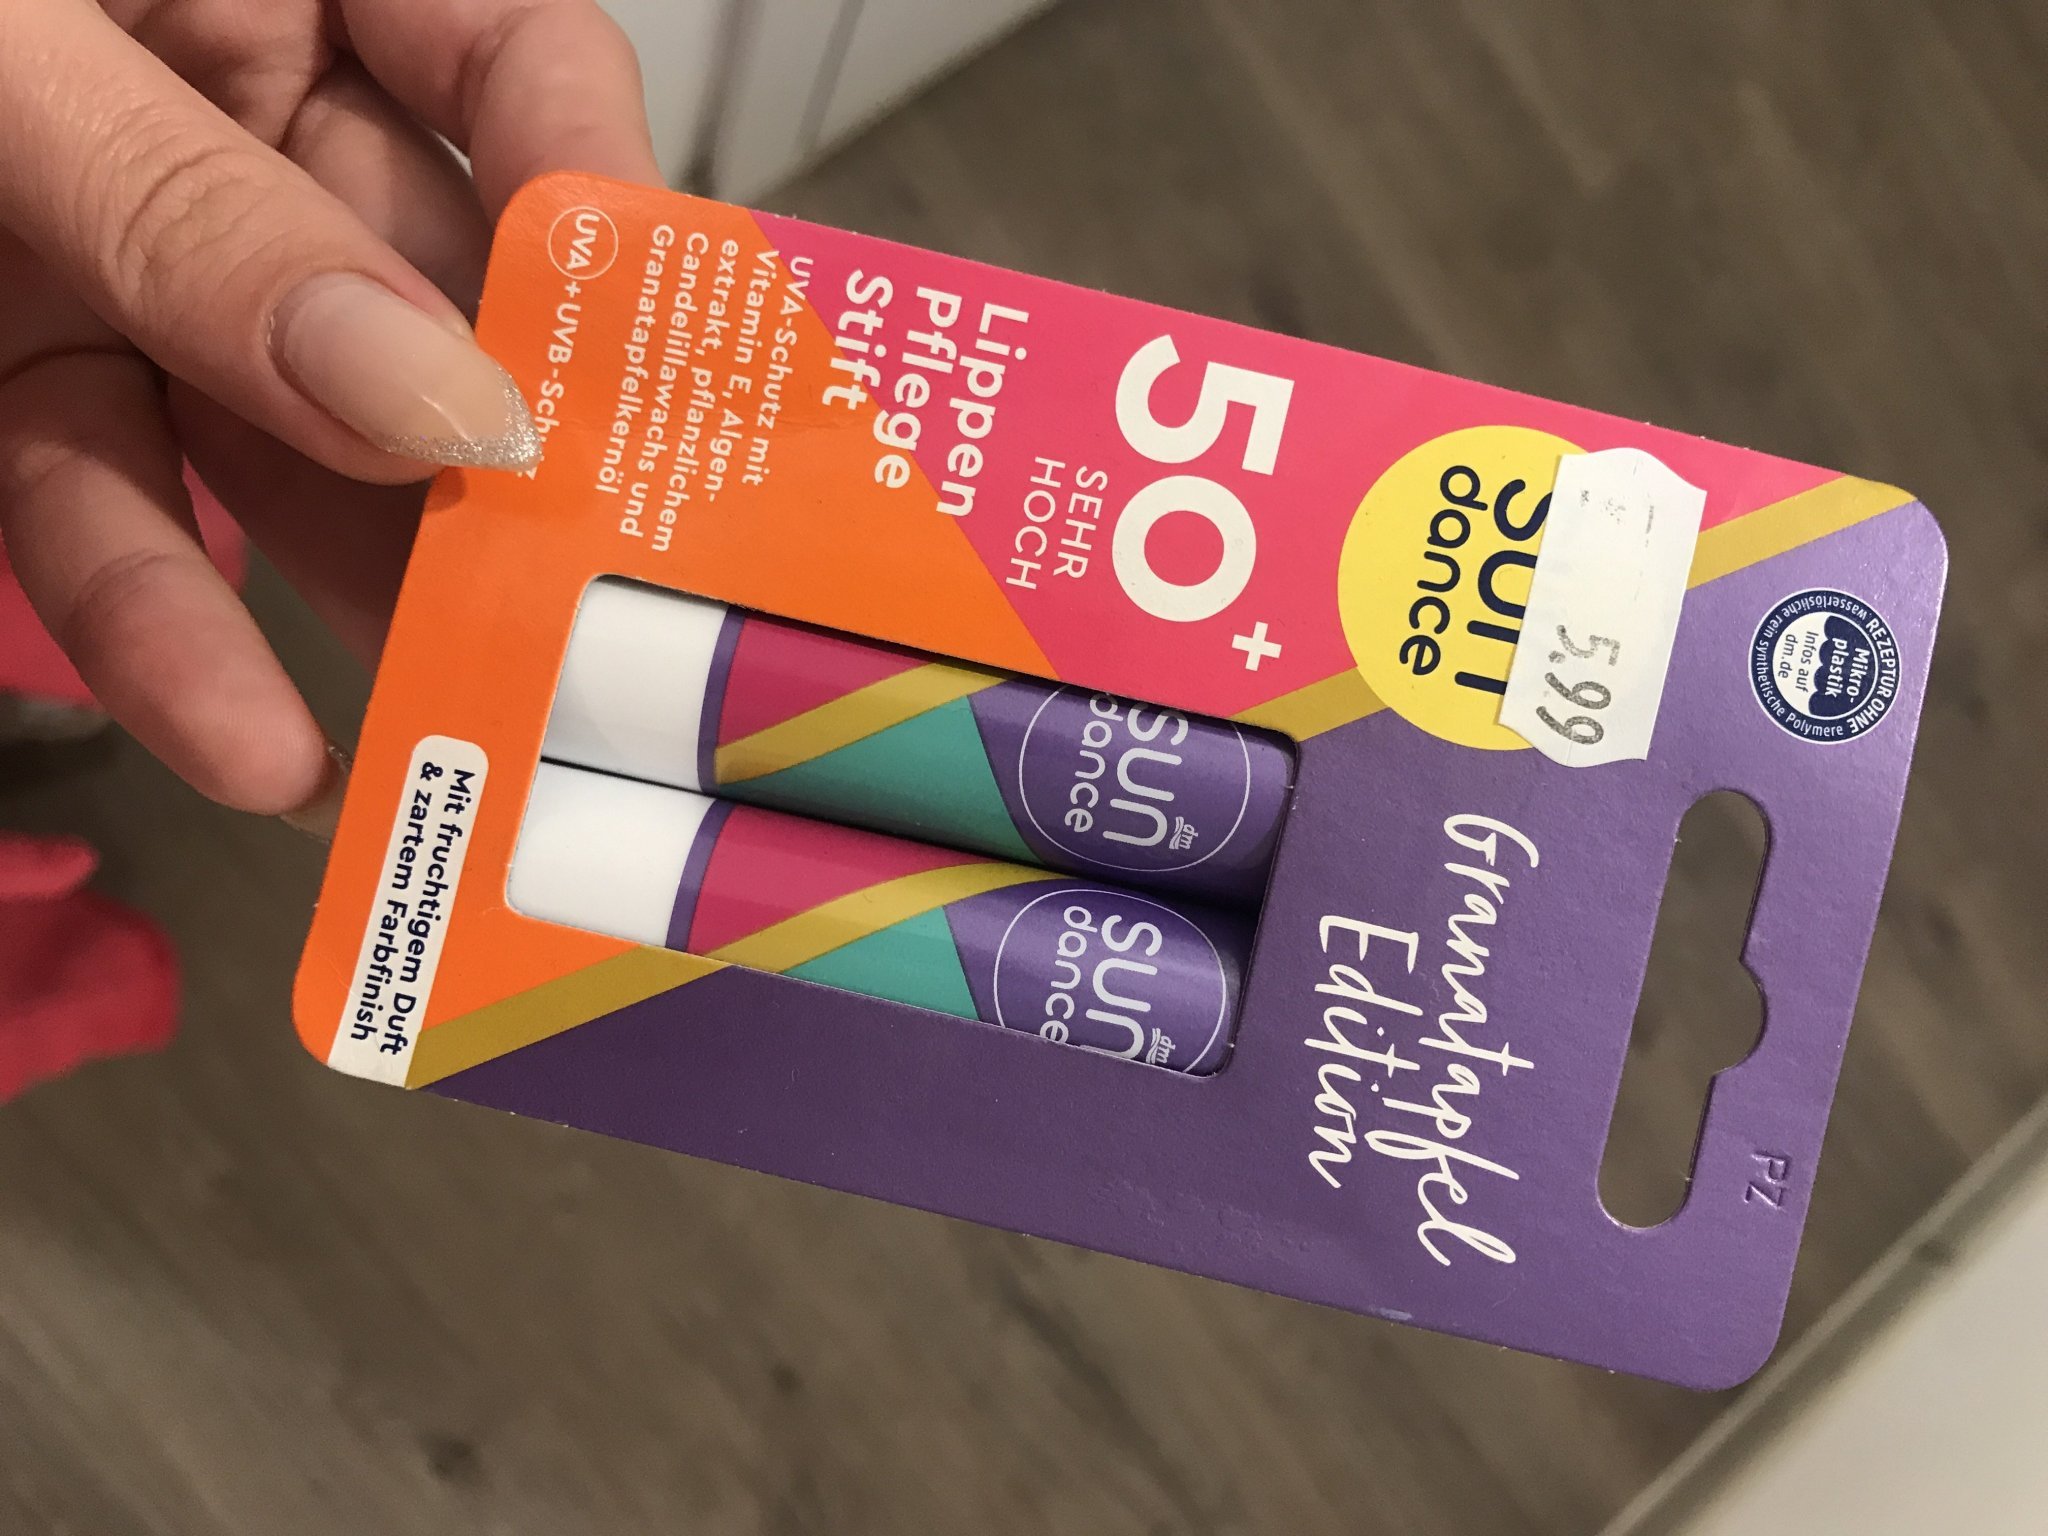 sun
dance
5.99
50+
SEHR
HOCH
Lippen
Pflege
Stift
UVA-Schutz mit
Vitamin E, Algen-
extrakt, pflanzlichem
Candelillawachs und
Granatapfelkernöl
UVA+UVB-
Mit fruchtigem Duft
& zartem Farbfinish
REZEPTUR OHNE
Mikro-
plastik
Infos auf
dm.de
wasserlösliche rein synthetische Polymere
Granatapfel
Edition
PZ
dm
sun
dance
dm
sun
dance